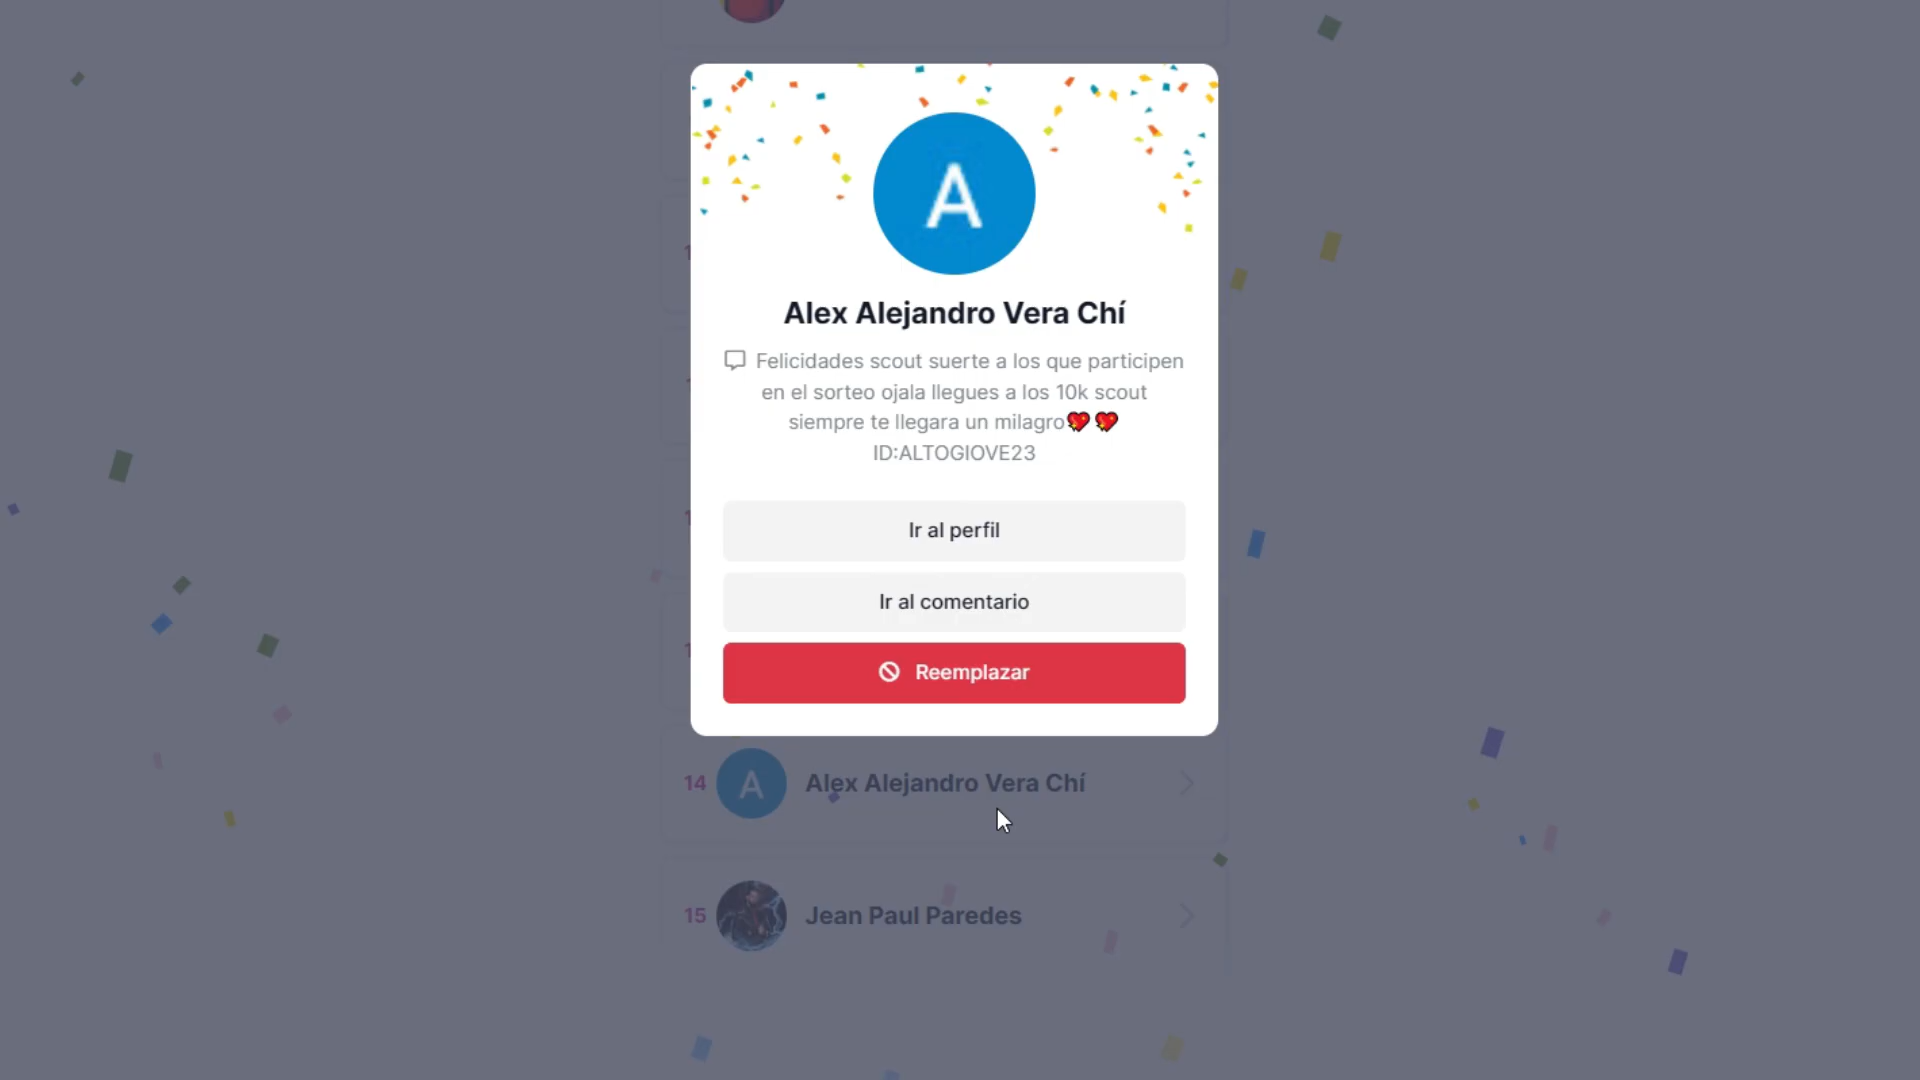 A
Alex Alejandro Vera Chí
Felicidades scout suerte a los que participen
en el sorteo ojala llegues a los 10k scout
siempre te llegara un milagro💖💖
ID:ALTOGIOVE23
Ir al perfil
Ir al comentario
Reemplazar
14 A Alex Alejandro Vera Chí
15 Jean Paul Paredes